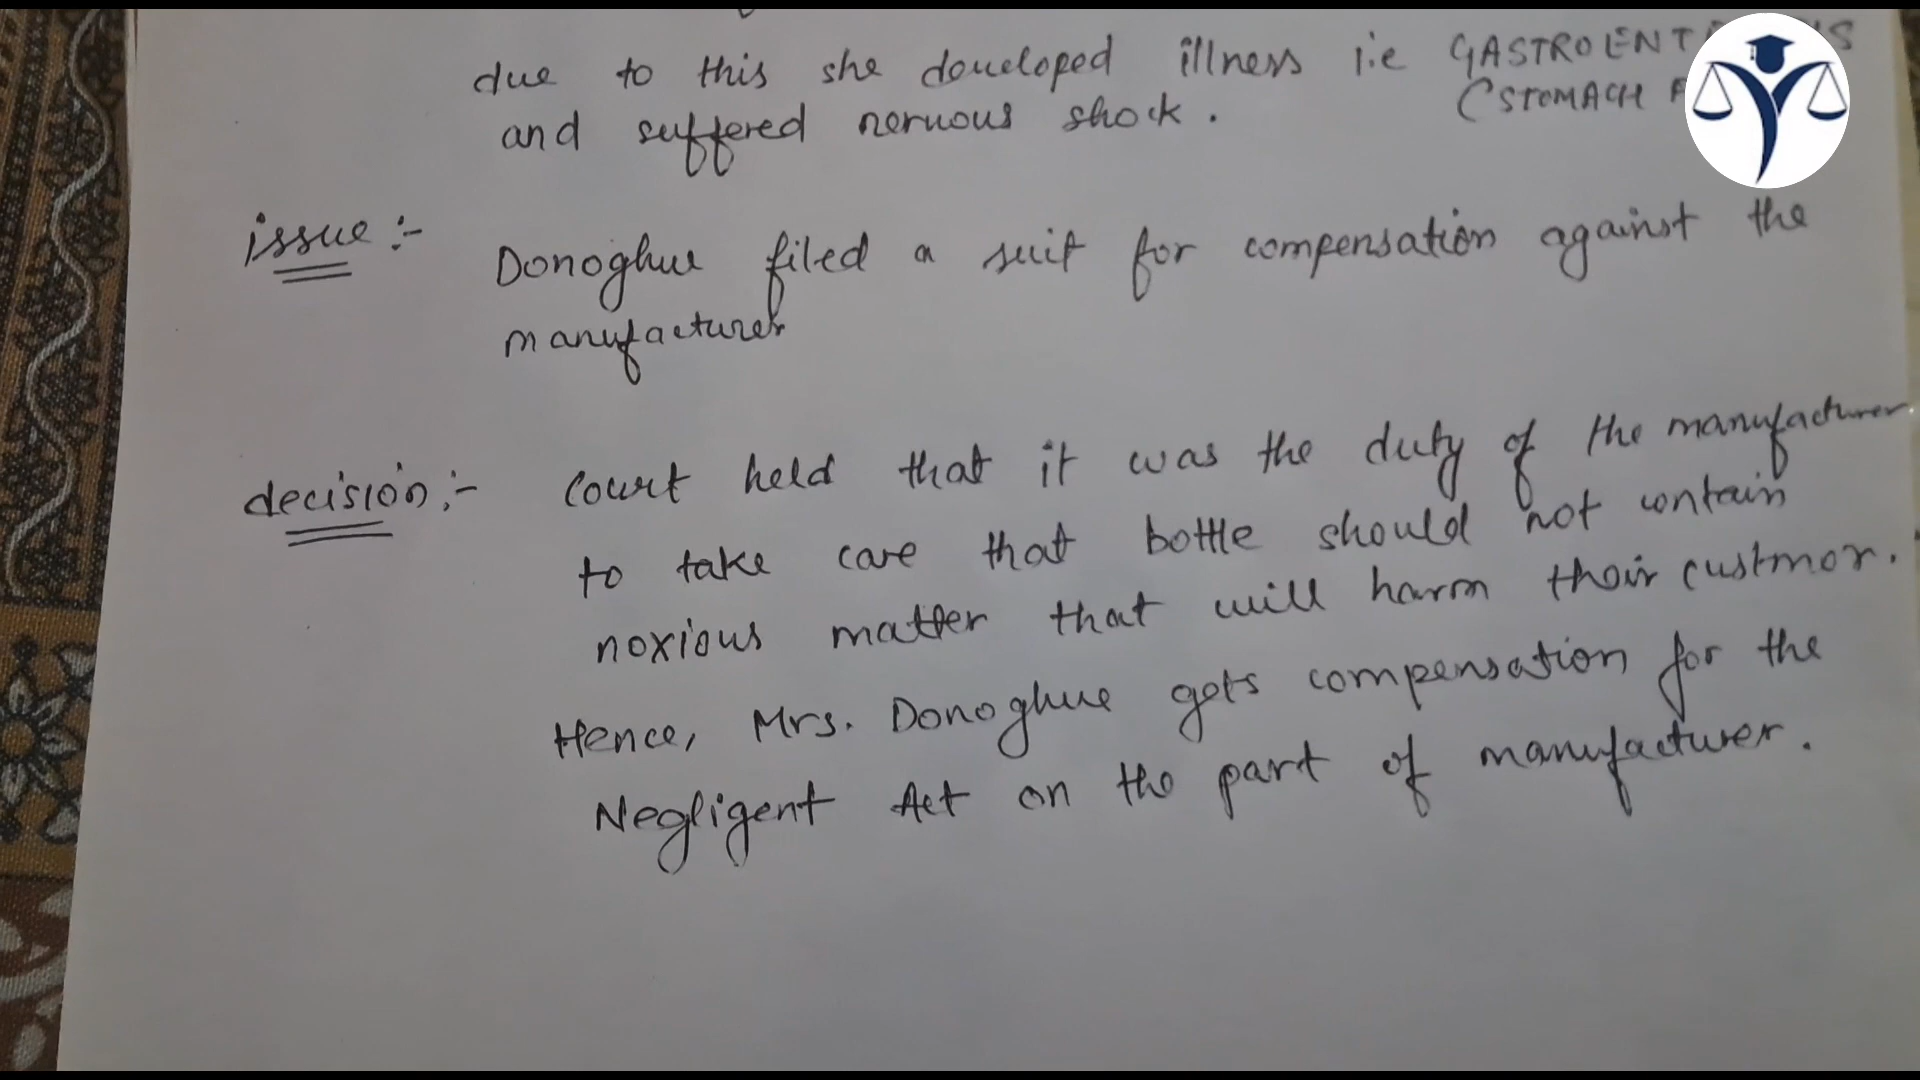 due to this she doueloped illness i.e
and suffered neruous shock. (STOMACH
issue :-
Donoghue filed a suit for compensation against the
manufacturer
decision :- Court held that it was the duty of the manufacturer
to take care that bottle should not contain
noxious matter that will harm their custmor.
Hence, Mrs. Donoghue gets compensation for the
Negligent Act on the part of manufacturer.